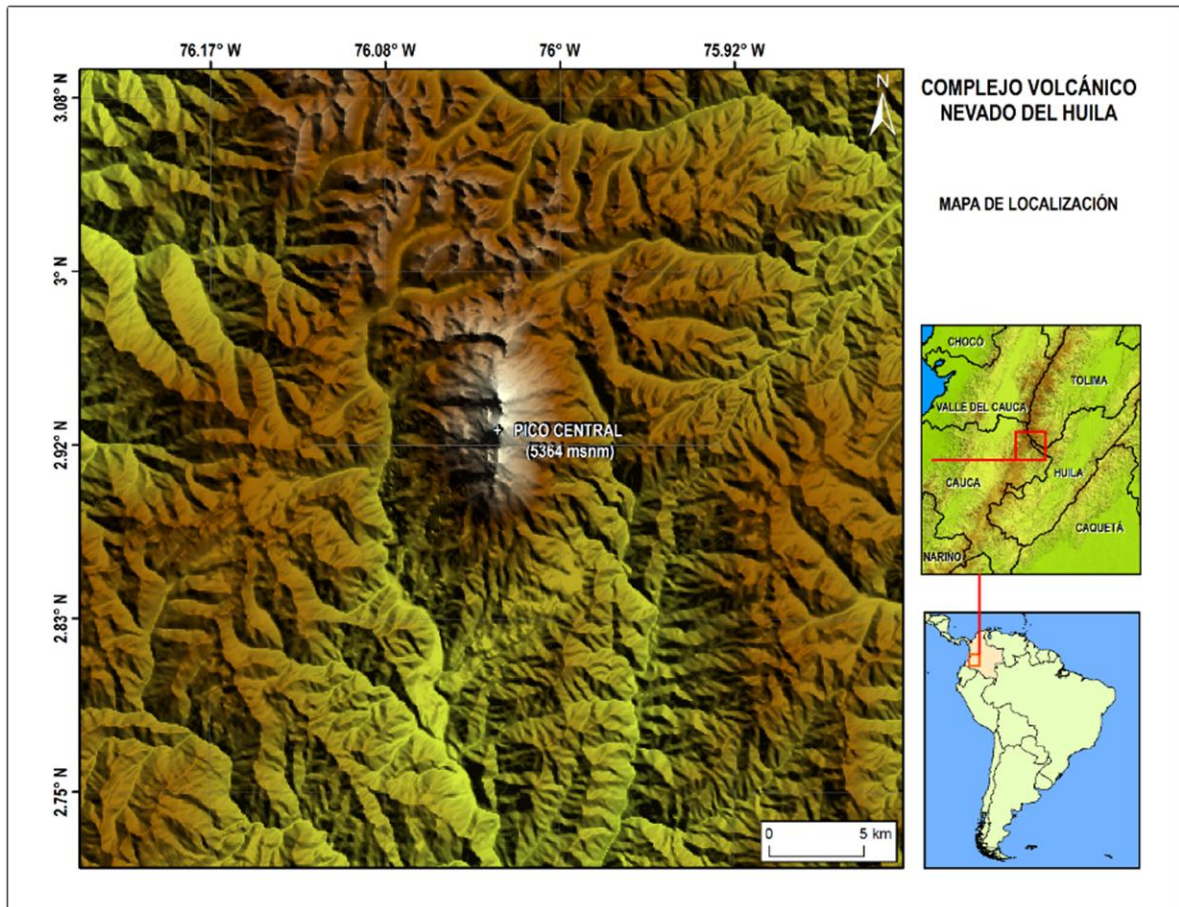 76.17° W
76.08° W
76° W
75.92° W
3.08° N
3° N
2.92° N
2.83° N
2.75° N
N
PICO CENTRAL
(5364 msnm)
0 5 km
COMPLEJO VOLCÁNICO
NEVADO DEL HUILA
MAPA DE LOCALIZACIÓN
CHOCÓ
TOLIMA
VALLE DEL CAUCA
HUILA
CAUCA
CAQUETÁ
NARIÑO